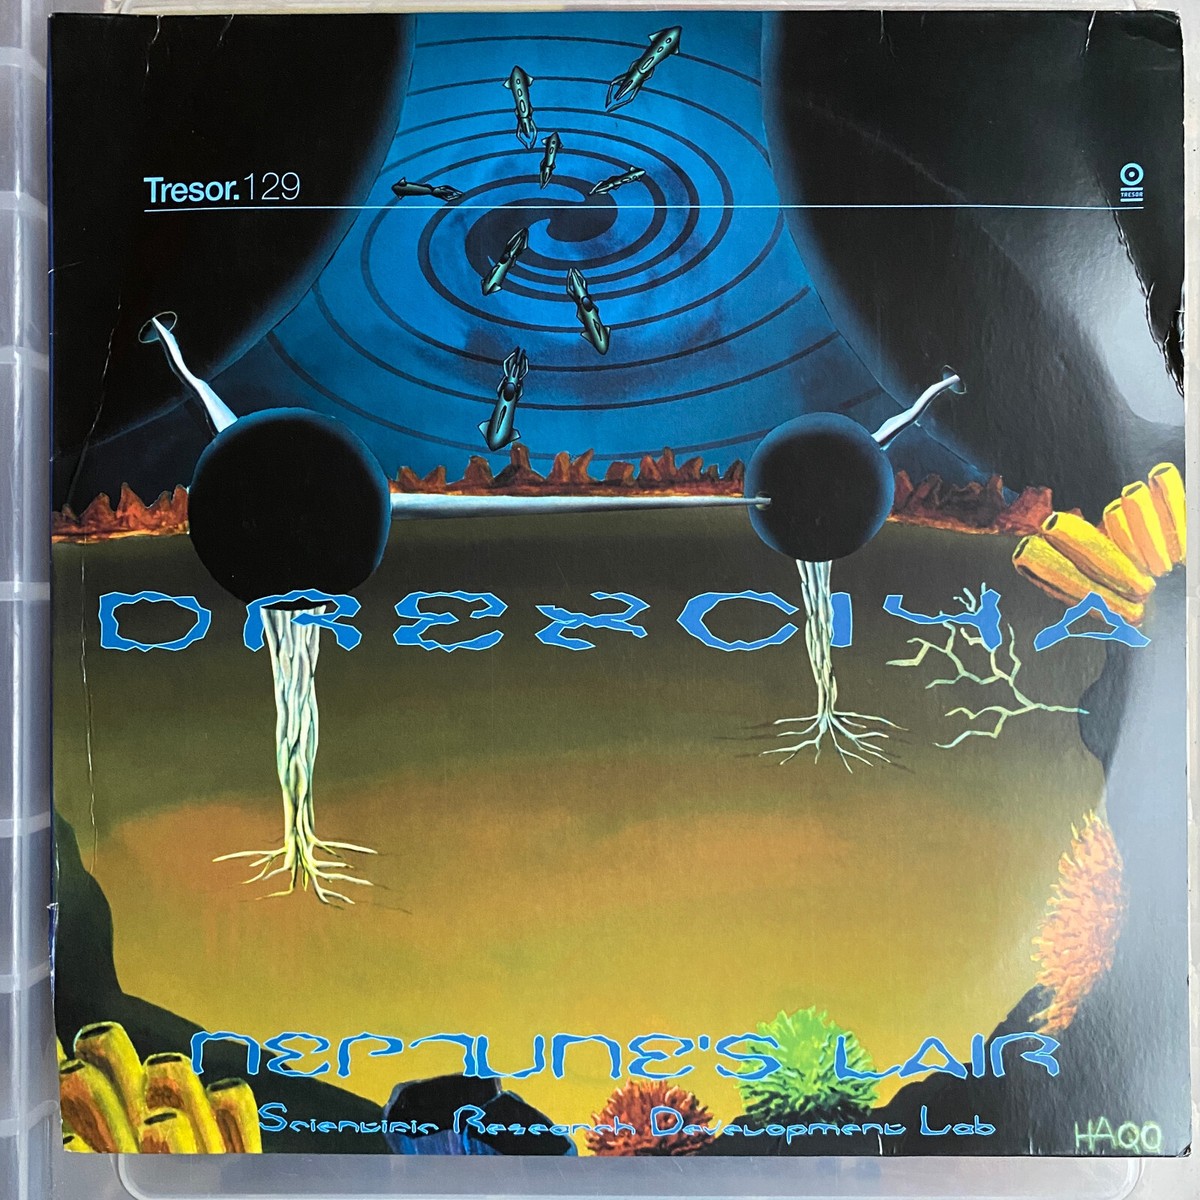 Tresor.129
TRESOR
DREXCIYA
NEPTUNE'S LAIR
Scientific Research Development Lab
HAQQ